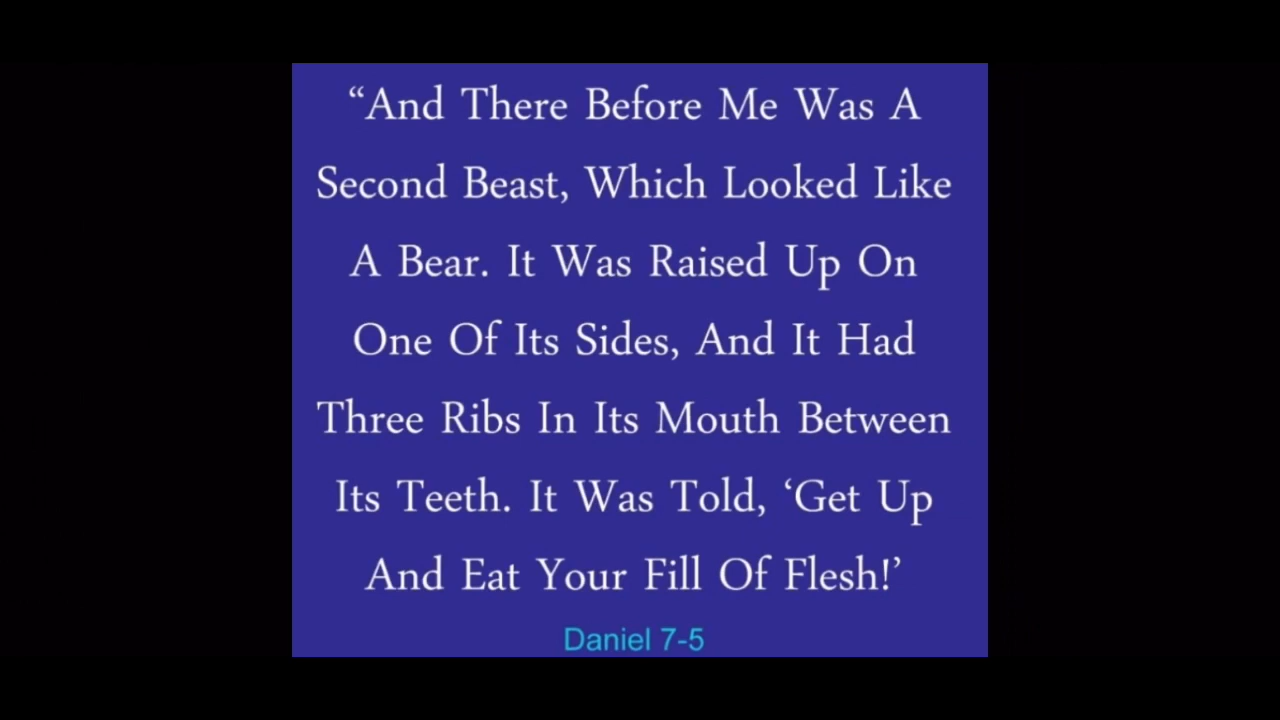 “And There Before Me Was A
Second Beast, Which Looked Like
A Bear. It Was Raised Up On
One Of Its Sides, And It Had
Three Ribs In Its Mouth Between
Its Teeth. It Was Told, ‘Get Up
And Eat Your Fill Of Flesh!’
Daniel 7-5